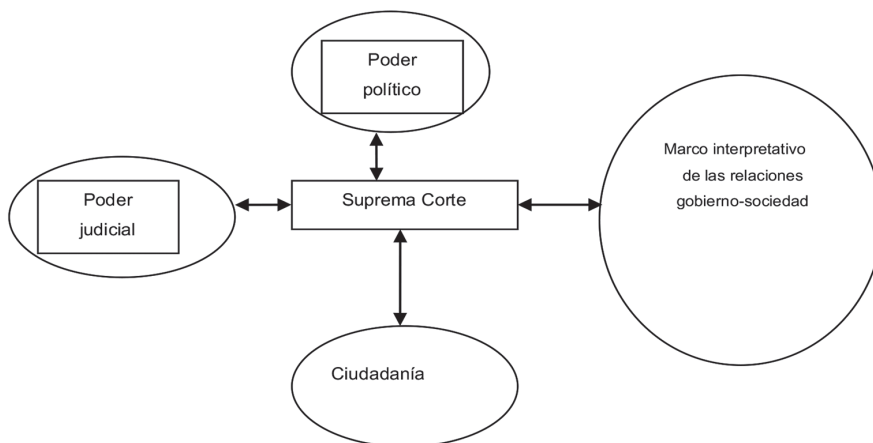 Poder
político
Marco interpretativo
de las relaciones
gobierno-sociedad
Poder
judicial
Suprema Corte
Ciudadanía